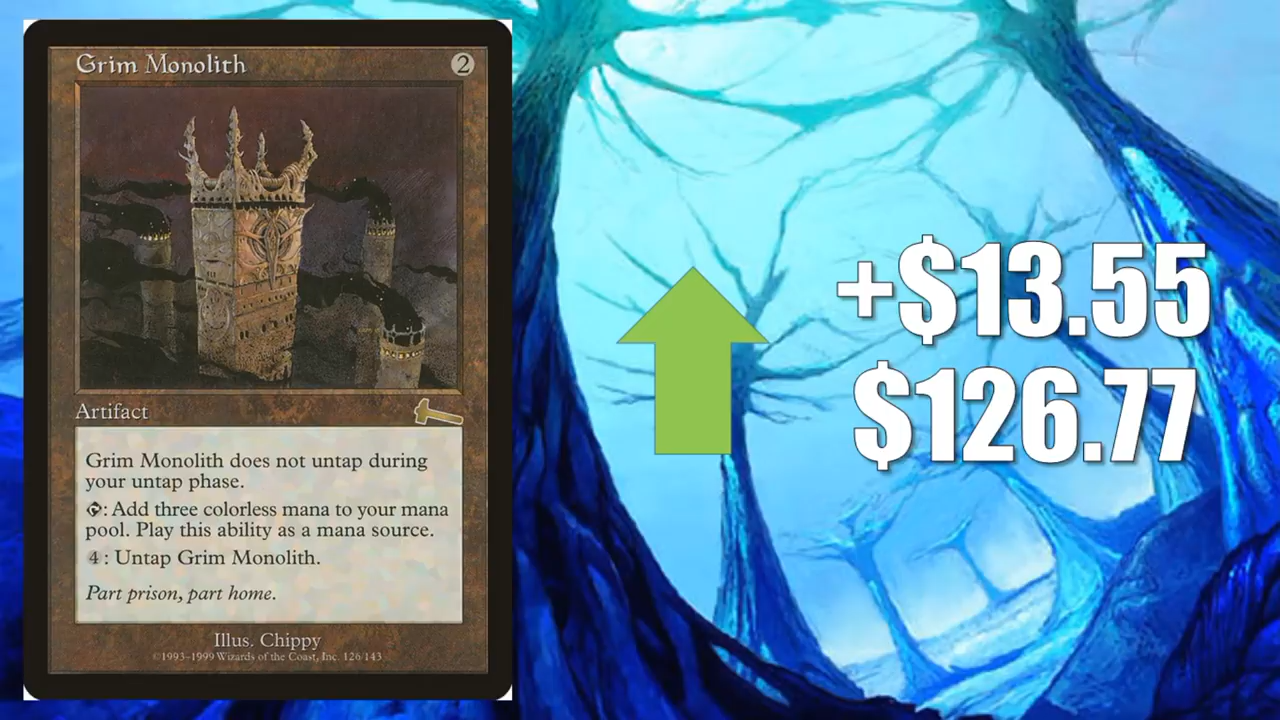 Grim Monolith 2
Artifact
Grim Monolith does not untap during
your untap phase.
: Add three colorless mana to your mana
pool. Play this ability as a mana source.
4: Untap Grim Monolith.
Part prison, part home.
Illus. Chippy
©1993-1999 Wizards of the Coast, Inc. 126/143
+$13.55
$126.77